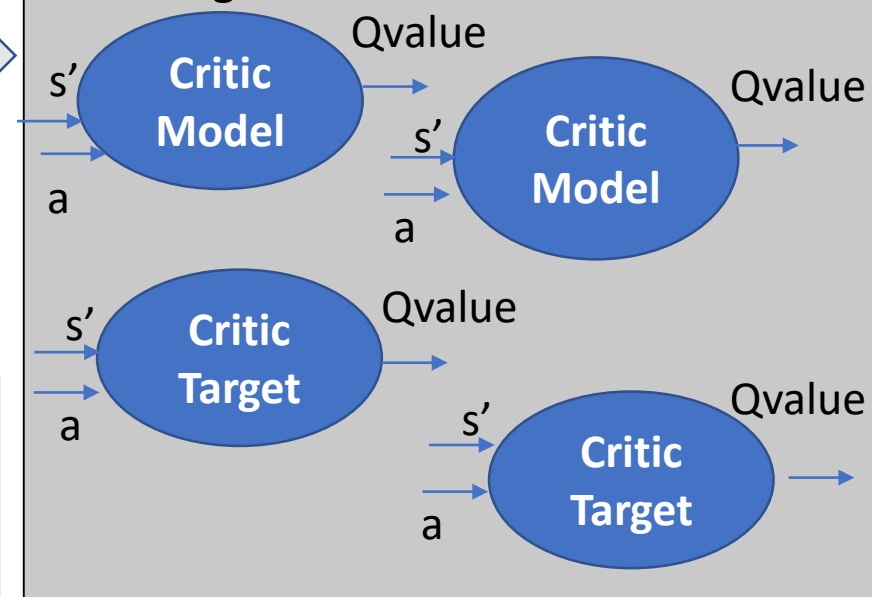 Qvalue
s’
Critic
Model
a
Qvalue
s’
Critic
Model
a
Qvalue
s’
Critic
Target
a
Qvalue
s’
Critic
Target
a